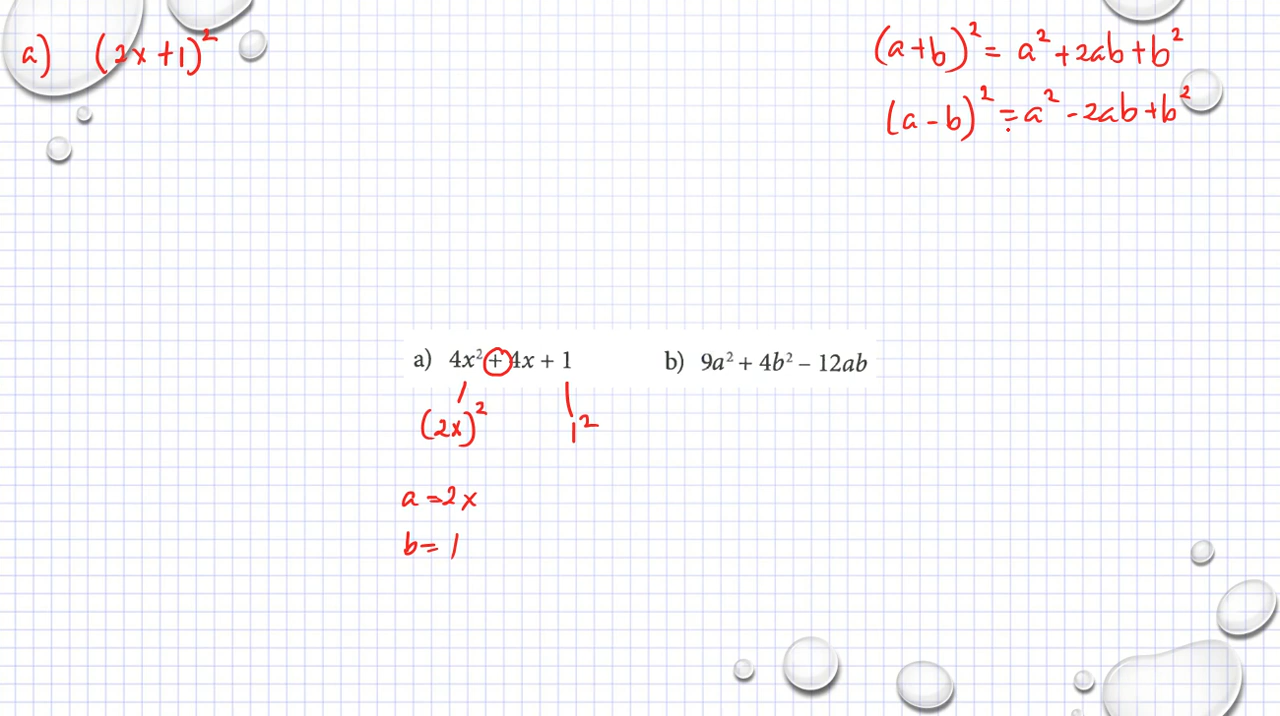 a) (2x+1)²
(a+b)² = a² + 2ab + b²
(a - b)² = a² - 2ab + b²
a) 4x² + 4x + 1
b) 9a² + 4b² − 12ab
(2x)² 1²
a = 2x
b = 1